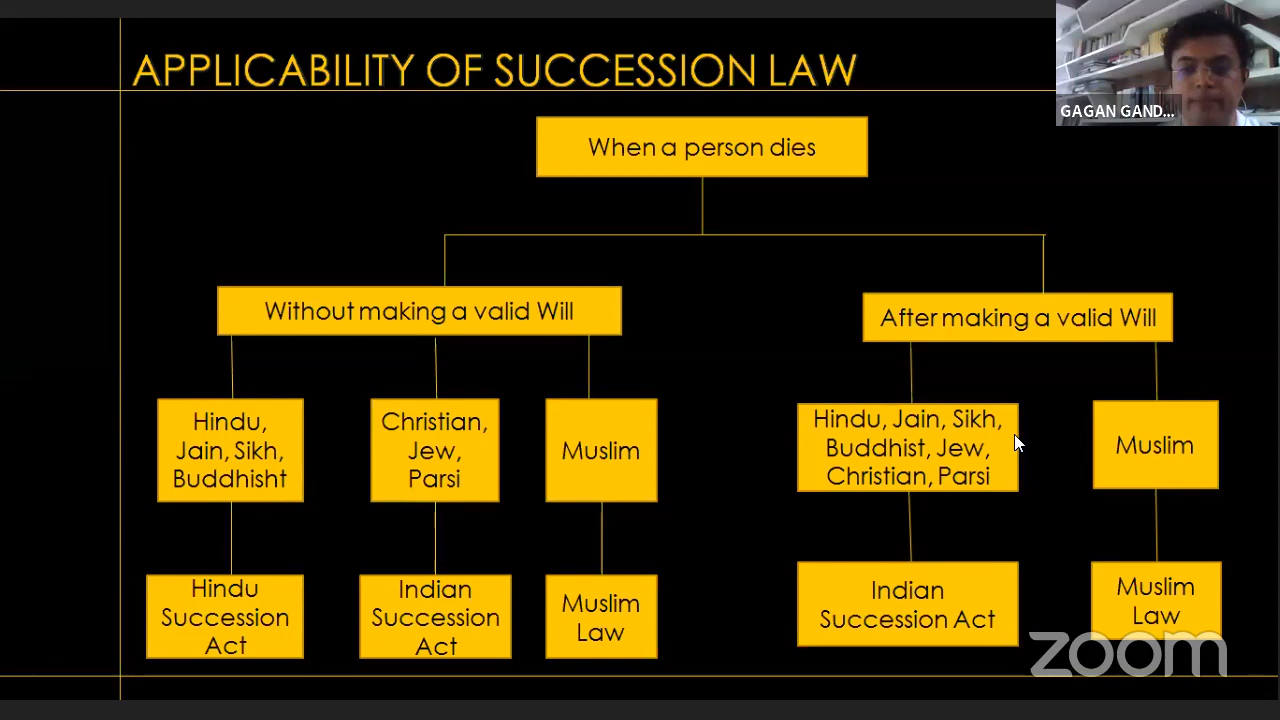 APPLICABILITY OF SUCCESSION LAW
GAGAN GAND...
When a person dies
Without making a valid Will
After making a valid Will
Hindu,
Jain, Sikh,
Buddhisht
Christian,
Jew,
Parsi
Muslim
Hindu, Jain, Sikh,
Buddhist, Jew,
Christian, Parsi
Muslim
Hindu
Succession
Act
Indian
Succession
Act
Muslim
Law
Indian
Succession Act
Muslim
Law
zoom